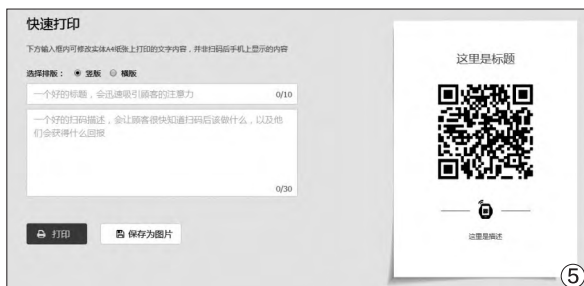 快速打印
下方输入框内可修改实体A4纸张上打印的文字内容，并非扫码后手机上显示的内容
选择排版： 竖版 横版
一个好的标题，会迅速吸引顾客的注意力 0/10
一个好的扫码描述，会让顾客很快知道扫码后该做什么，以及他
们会获得什么回报
0/30
打印 保存为图片
这里是标题
这里是描述
⑤